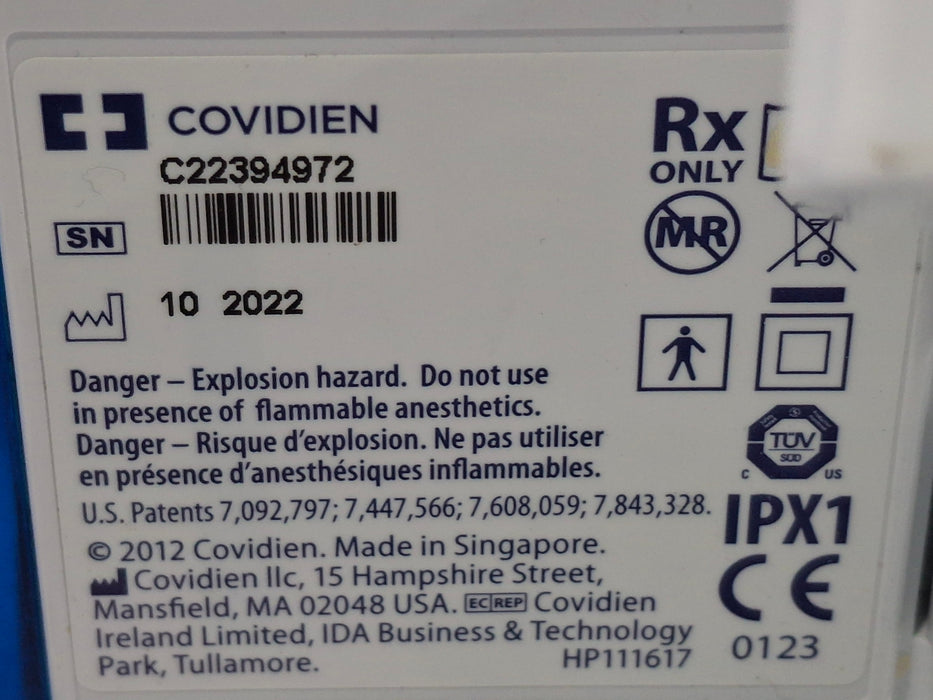 COVIDIEN
C22394972
SN
10 2022
Danger – Explosion hazard. Do not use
in presence of flammable anesthetics.
Danger – Risque d'explosion. Ne pas utiliser
en présence d'anesthésiques inflammables.
U.S. Patents 7,092,797; 7,447,566; 7,608,059; 7,843,328.
© 2012 Covidien. Made in Singapore.
Covidien llc, 15 Hampshire Street,
Mansfield, MA 02048 USA. EC REP Covidien
Ireland Limited, IDA Business & Technology
Park, Tullamore.
HP111617
Rx
ONLY
MR
TÜV
SÜD
C US
IPX1
CE
0123